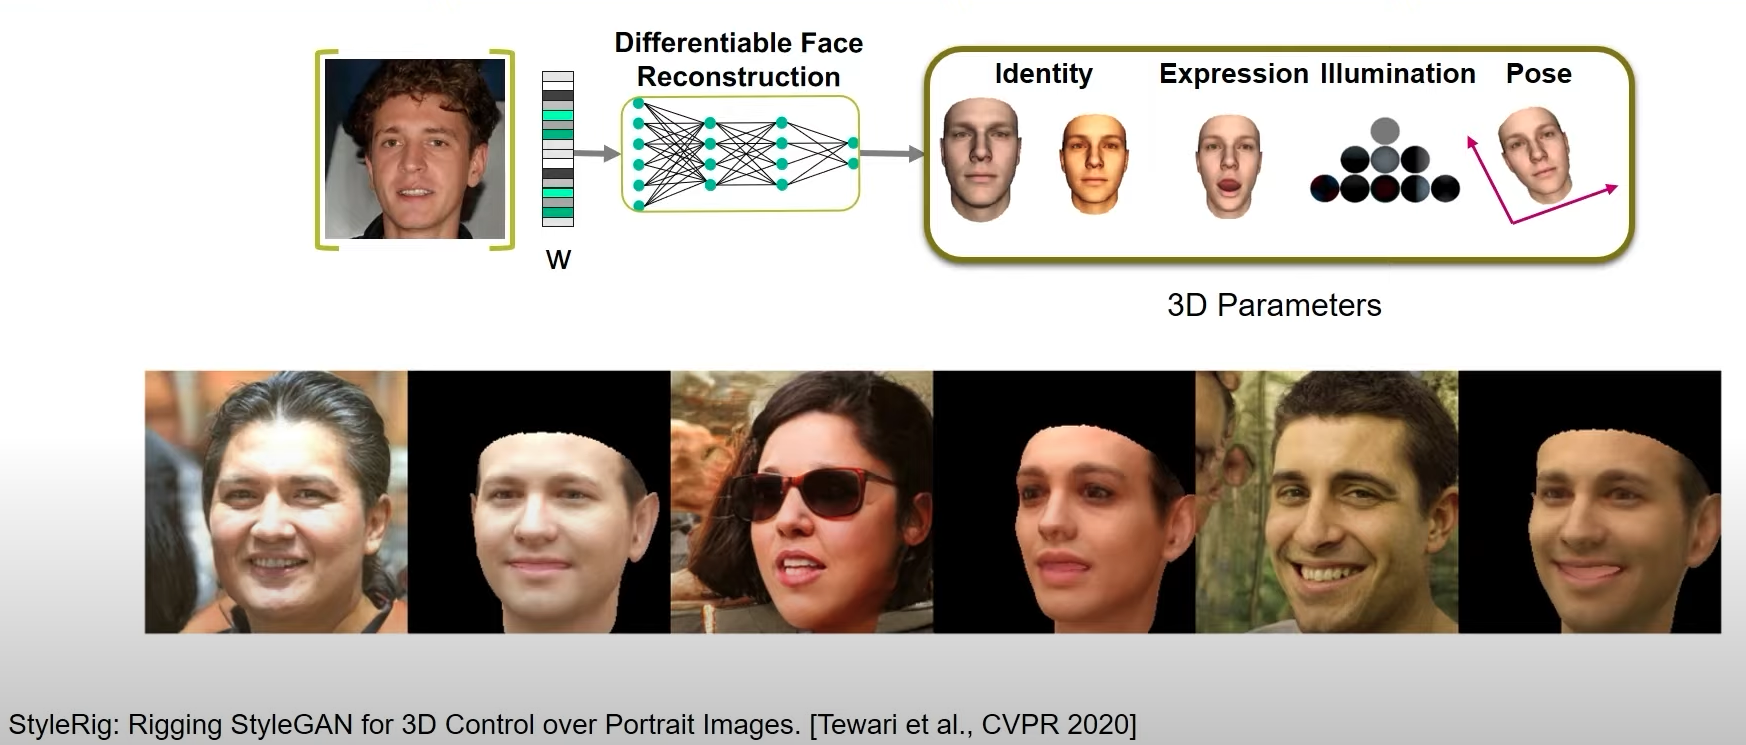 Differentiable Face
Reconstruction
Identity
Expression
Illumination
Pose
w
3D Parameters
StyleRig: Rigging StyleGAN for 3D Control over Portrait Images. [Tewari et al., CVPR 2020]